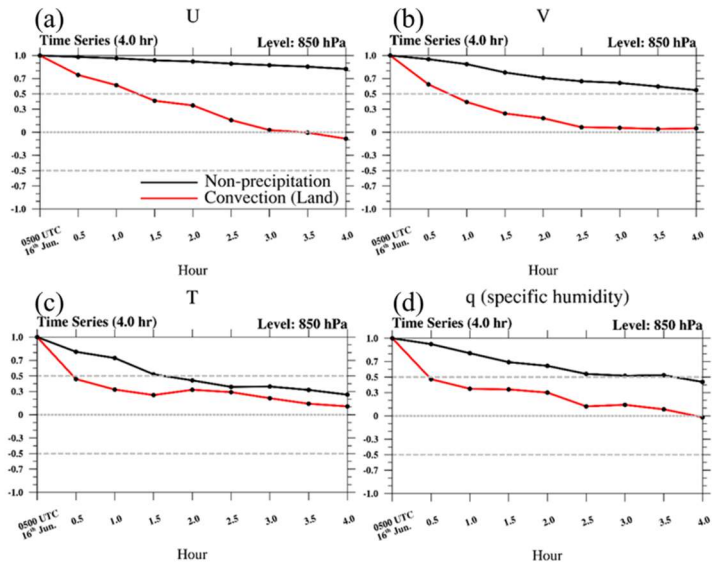 (a) U
Time Series (4.0 hr) Level: 850 hPa
1.0
0.7
0.5
0.3
0
-0.3
-0.5
-0.7
-1.0
Non-precipitation
Convection (Land)
0500 UTC
16th Jun.
0.5 1.0 1.5 2.0 2.5 3.0 3.5 4.0
Hour
(b) V
Time Series (4.0 hr) Level: 850 hPa
1.0
0.7
0.5
0.3
0
-0.3
-0.5
-0.7
-1.0
0500 UTC
16th Jun.
0.5 1.0 1.5 2.0 2.5 3.0 3.5 4.0
Hour
(c) T
Time Series (4.0 hr) Level: 850 hPa
1.0
0.7
0.5
0.3
0
-0.3
-0.5
-0.7
-1.0
0500 UTC
16th Jun.
0.5 1.0 1.5 2.0 2.5 3.0 3.5 4.0
Hour
(d) q (specific humidity)
Time Series (4.0 hr) Level: 850 hPa
1.0
0.7
0.5
0.3
0
-0.3
-0.5
-0.7
-1.0
0500 UTC
16th Jun.
0.5 1.0 1.5 2.0 2.5 3.0 3.5 4.0
Hour